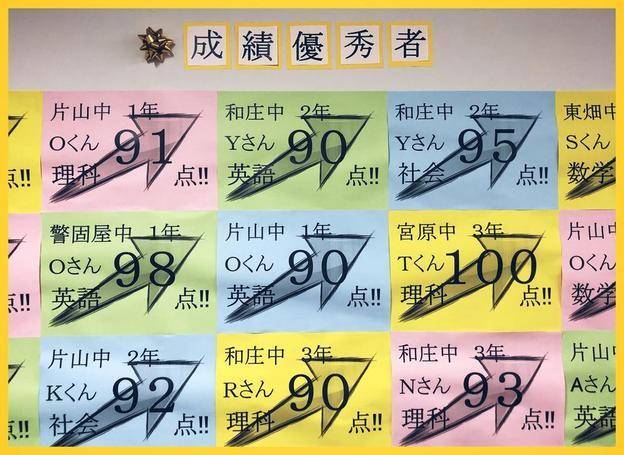 成績優秀者
片山中 1年
Oくん 91
理科 点!!
和庄中 2年
Yさん 90
英語 点!!
和庄中 2年
Yさん 95
社会 点!!
東畑中
Sくん
数学
点!!
警固屋中 1年
Oさん 98
英語 点!!
片山中 1年
Oくん 90
英語 点!!
宮原中 3年
Tくん 100
理科 点!!
片山
Oくん
数学
点!!
片山中 2年
Kくん 92
社会 点!!
和庄中 3年
Rさん 90
理科 点!!
和庄中 3年
Nさん 93
理科 点!!
片山
Aさん
英語
点!!